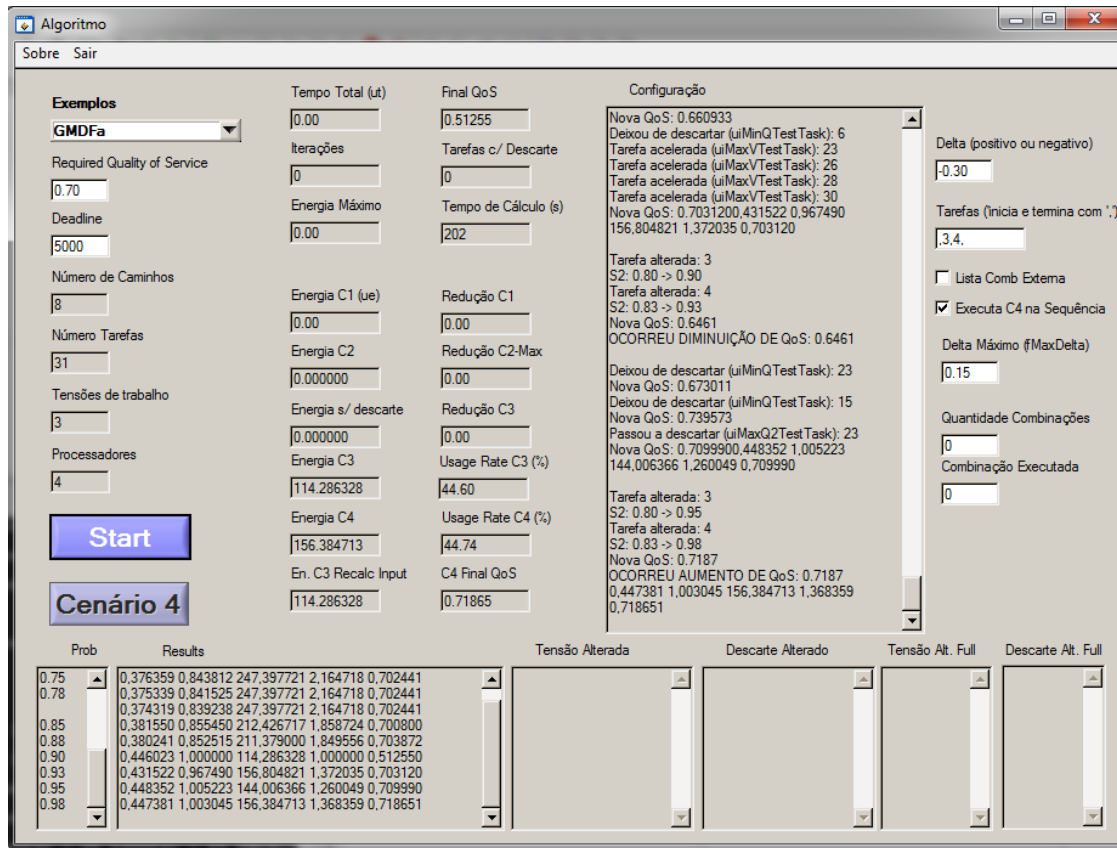 Algoritmo
Sobre Sair
Exemplos
GMDFa
Required Quality of Service
0.70
Deadline
5000
Número de Caminhos
8
Número Tarefas
31
Tensões de trabalho
3
Processadores
4
Start
Cenário 4
Tempo Total (ut)
0.00
Iterações
0
Energia Máximo
0.00
Energia C1 (ue)
0.00
Energia C2
0.000000
Energia s/ descarte
0.000000
Energia C3
114.286328
Energia C4
156.384713
En. C3 Recalc Input
114.286328
Final QoS
0.51255
Tarefas c/ Descarte
0
Tempo de Cálculo (s)
202
Redução C1
0.00
Redução C2-Max
0.00
Redução C3
0.00
Usage Rate C3 (%)
44.60
Usage Rate C4 (%)
44.74
C4 Final QoS
0.71865
Configuração
Nova QoS: 0.660933
Deixou de descartar (uiMinQTestTask): 6
Tarefa acelerada (uiMaxVTestTask): 23
Tarefa acelerada (uiMaxVTestTask): 26
Tarefa acelerada (uiMaxVTestTask): 28
Tarefa acelerada (uiMaxVTestTask): 30
Nova QoS: 0.7031200,431522 0,967490
156,804821 1,372035 0,703120
Tarefa alterada: 3
S2: 0.80 -> 0.90
Tarefa alterada: 4
S2: 0.83 -> 0.93
Nova QoS: 0.6461
OCORREU DIMINUIÇÃO DE QoS: 0.6461
Deixou de descartar (uiMinQTestTask): 23
Nova QoS: 0.673011
Deixou de descartar (uiMinQTestTask): 15
Nova QoS: 0.739573
Passou a descartar (uiMaxQ2TestTask): 23
Nova QoS: 0.7099900,448352 1,005223
144,006366 1,260049 0,709990
Tarefa alterada: 3
S2: 0.80 -> 0.95
Tarefa alterada: 4
S2: 0.83 -> 0.98
Nova QoS: 0.7187
OCORREU AUMENTO DE QoS: 0.7187
0,447381 1,003045 156,384713 1,368359
0,718651
Delta (positivo ou negativo)
-0.30
Tarefas ('inicia e termina com ',')
,3,4,
Lista Comb Externa
Executa C4 na Sequência
Delta Máximo (fMaxDelta)
0.15
Quantidade Combinações
0
Combinação Executada
0
Prob
0.75
0.78
0.85
0.88
0.90
0.93
0.95
0.98
Results
0,376359 0,843812 247,397721 2,164718 0,702441
0,375339 0,841525 247,397721 2,164718 0,702441
0,374319 0,839238 247,397721 2,164718 0,702441
0,381550 0,855450 212,426717 1,858724 0,700800
0,380241 0,852515 211,379000 1,849556 0,703872
0,446023 1,000000 114,286328 1,000000 0,512550
0,431522 0,967490 156,804821 1,372035 0,703120
0,448352 1,005223 144,006366 1,260049 0,709990
0,447381 1,003045 156,384713 1,368359 0,718651
Tensão Alterada
Descarte Alterado
Tensão Alt. Full
Descarte Alt. Full